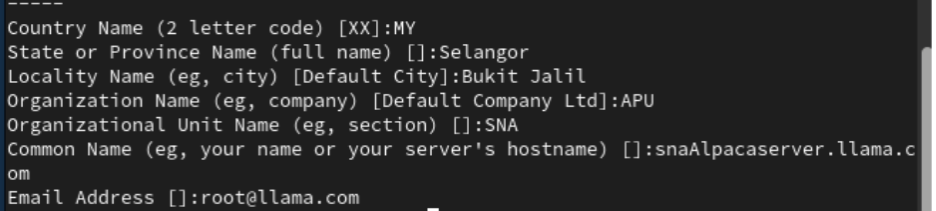 -----
Country Name (2 letter code) [XX]:MY
State or Province Name (full name) []:Selangor
Locality Name (eg, city) [Default City]:Bukit Jalil
Organization Name (eg, company) [Default Company Ltd]:APU
Organizational Unit Name (eg, section) []:SNA
Common Name (eg, your name or your server's hostname) []:snaAlpacaserver.llama.c
om
Email Address []:root@llama.com